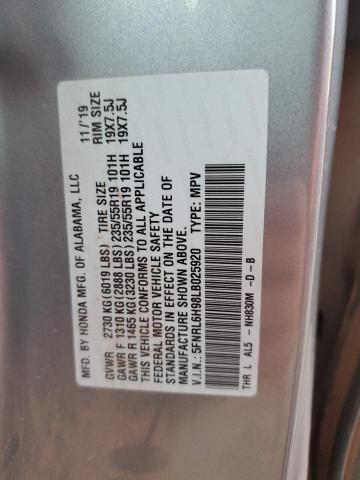 MFD. BY HONDA MFG. OF ALABAMA, LLC 11/'19
GVWR 2730 KG(6019 LBS) TIRE SIZE RIM SIZE
GAWR F 1310 KG(2888 LBS) 235/55R19 101H 19X7.5J
GAWR R 1465 KG(3230 LBS) 235/55R19 101H 19X7.5J
THIS VEHICLE CONFORMS TO ALL APPLICABLE
FEDERAL MOTOR VEHICLE SAFETY
STANDARDS IN EFFECT ON THE DATE OF
MANUFACTURE SHOWN ABOVE.
V.I.N.: 5FNRL6H98LB025920 TYPE: MPV
THR L AL5 - NH830M -D -B